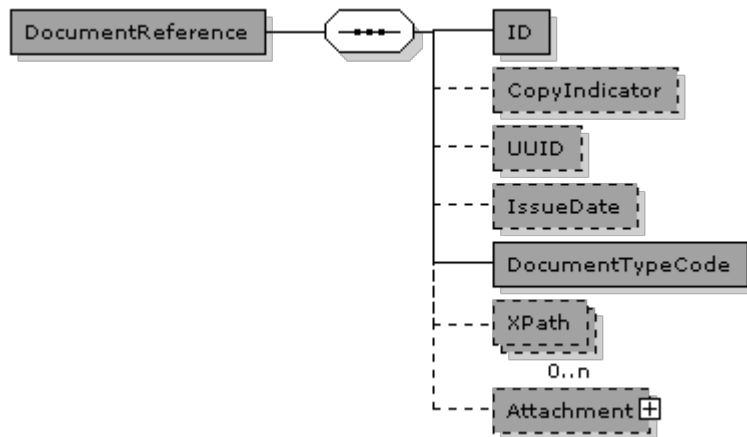 DocumentReference
ID
CopyIndicator
UUID
IssueDate
DocumentTypeCode
XPath
0..n
Attachment